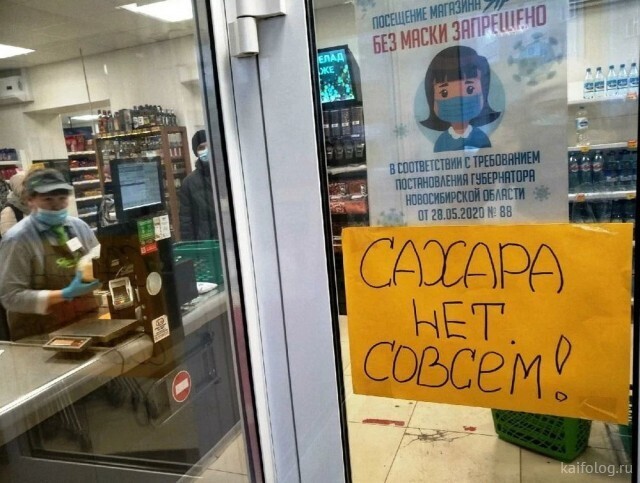 ПОСЕЩЕНИЕ МАГАЗИНА
БЕЗ МАСКИ ЗАПРЕЩЕНО
В СООТВЕТСТВИИ С ТРЕБОВАНИЕМ
ПОСТАНОВЛЕНИЯ ГУБЕРНАТОРА
НОВОСИБИРСКОЙ ОБЛАСТИ
ОТ 28.05.2020 № 88
САХАРА
НЕТ.
СОВСЕМ!
kaifolog.ru